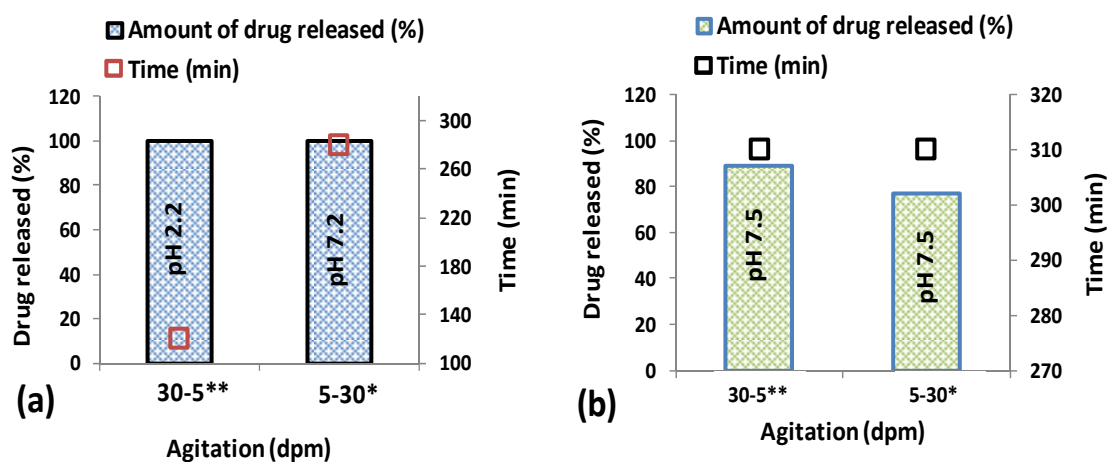 Amount of drug released (%)
Time (min)
120
100
80
60
40
20
0
Drug released (%)
pH 2.2
pH 7.2
300
260
220
180
140
100
Time (min)
30-5**
5-30*
Agitation (dpm)
(a)
Amount of drug released (%)
Time (min)
120
100
80
60
40
20
0
Drug released (%)
pH 7.5
pH 7.5
320
310
300
290
280
270
Time (min)
30-5**
5-30*
Agitation (dpm)
(b)